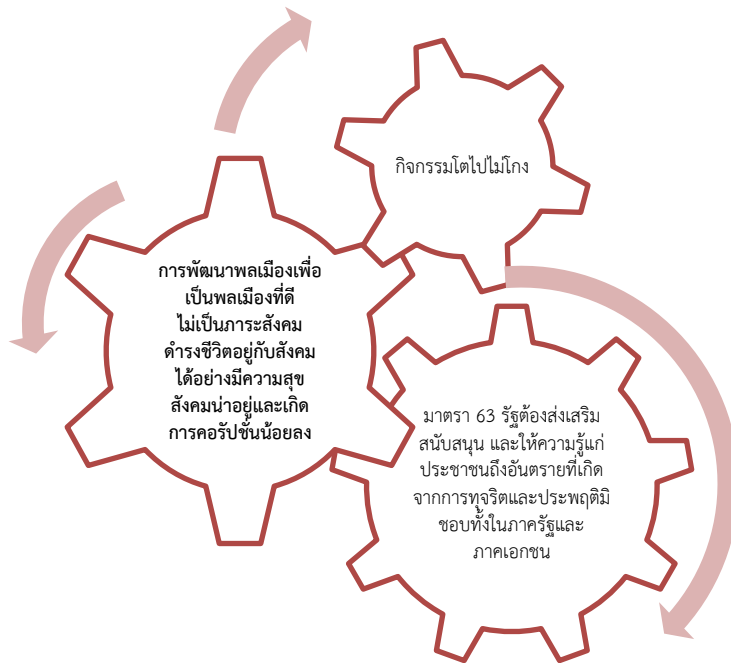 กิจกรรมโตไปไม่โกง
การพัฒนาพลเมืองเพื่อ
เป็นพลเมืองที่ดี
ไม่เป็นภาระสังคม
ดำรงชีวิตอยู่กับสังคม
ได้อย่างมีความสุข
สังคมน่าอยู่และเกิด
การคอรัปชั่นน้อยลง
มาตรา 63 รัฐต้องส่งเสริม
สนับสนุน และให้ความรู้แก่
ประชาชนถึงอันตรายที่เกิด
จากการทุจริตและประพฤติมิ
ชอบทั้งในภาครัฐและ
ภาคเอกชน